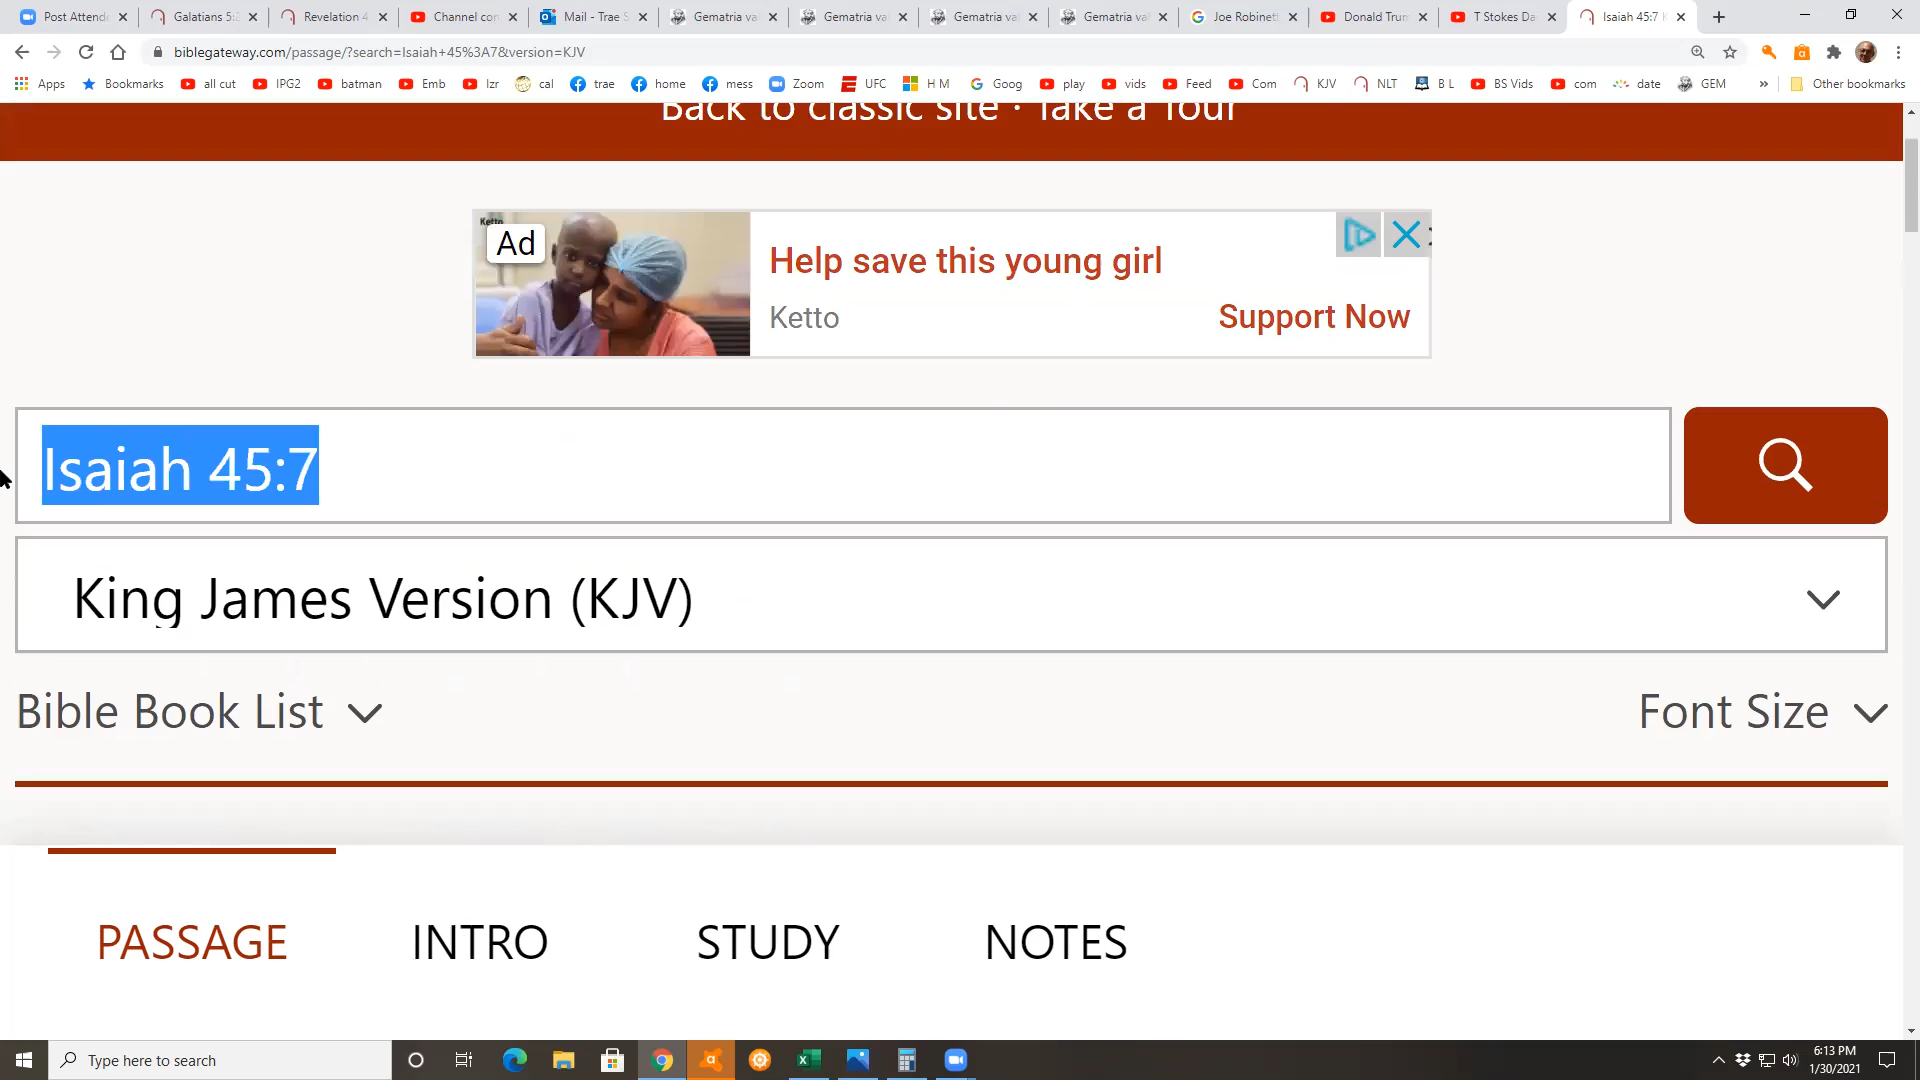 Post Attende
Galatians 5:2
Revelation 4
Channel con
Mail - Trae S
Gematria va
Gematria va
Gematria va
Gematria va
Joe Robinett
Donald Trum
T Stokes Da
Isaiah 45:7 K
biblegateway.com/passage/?search=Isaiah+45%3A7&version=KJV
Apps
Bookmarks
all cut
IPG2
batman
Emb
Izr
cal
trae
home
mess
Zoom
UFC
H M
Goog
play
vids
Feed
Com
KJV
NLT
B L
BS Vids
com
date
GEM
»
Other bookmarks
Back to classic site · Take a Tour
Ketto
Ad
Help save this young girl
Ketto
Support Now
Isaiah 45:7
King James Version (KJV)
Bible Book List
Font Size
PASSAGE
INTRO
STUDY
NOTES
Type here to search
6:13 PM
1/30/2021